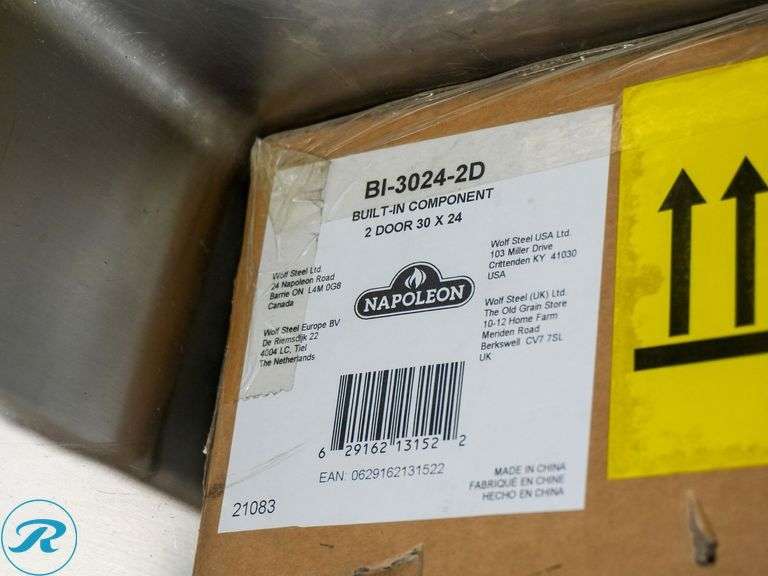 BI-3024-2D
BUILT-IN COMPONENT
2 DOOR 30 X 24
Wolf Steel Ltd.
24 Napoleon Road
Barrie ON L4M 0G8
Canada
Wolf Steel USA Ltd.
103 Miller Drive
Crittenden KY 41030
USA
NAPOLEON
Wolf Steel Europe BV
De Riemsdijk 22
4004 LC, Tiel
The Netherlands
Wolf Steel (UK) Ltd.
The Old Grain Store
10-12 Home Farm
Meriden Road
Berkswell CV7 7SL
UK
6 29162 13152 2
EAN: 0629162131522
MADE IN CHINA
FABRIQUÉ EN CHINE
HECHO EN CHINA
21083
R